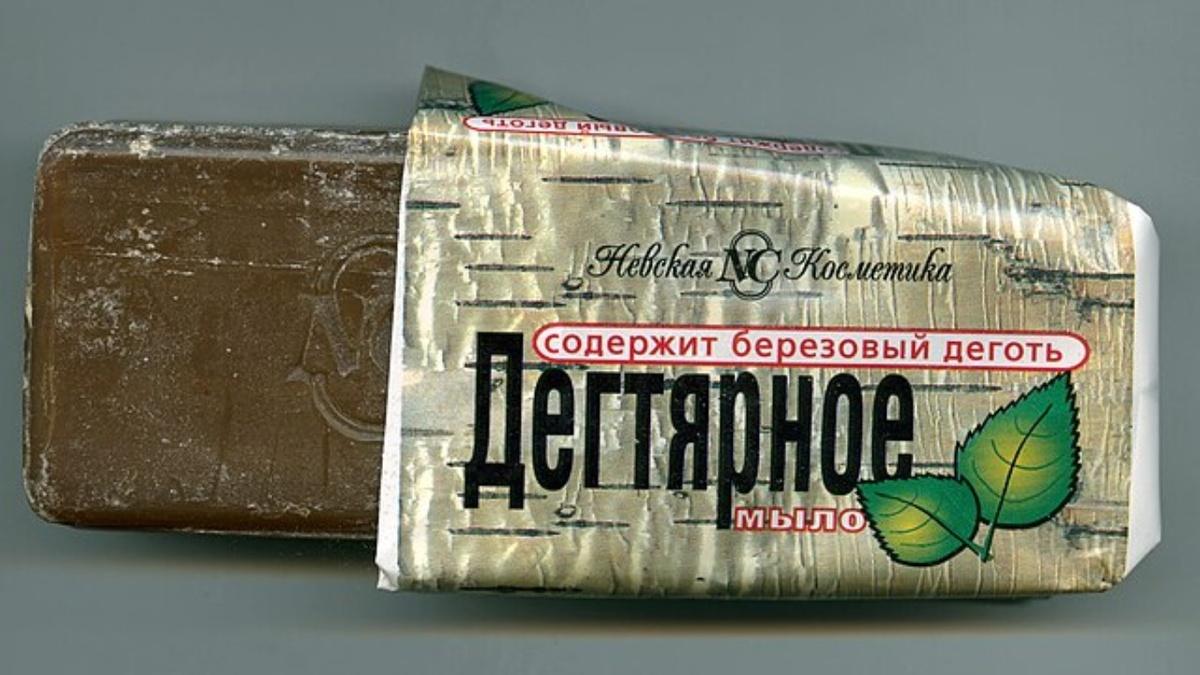 Невская NC Косметика
содержит березовый деготь
Дегтярное
мыло